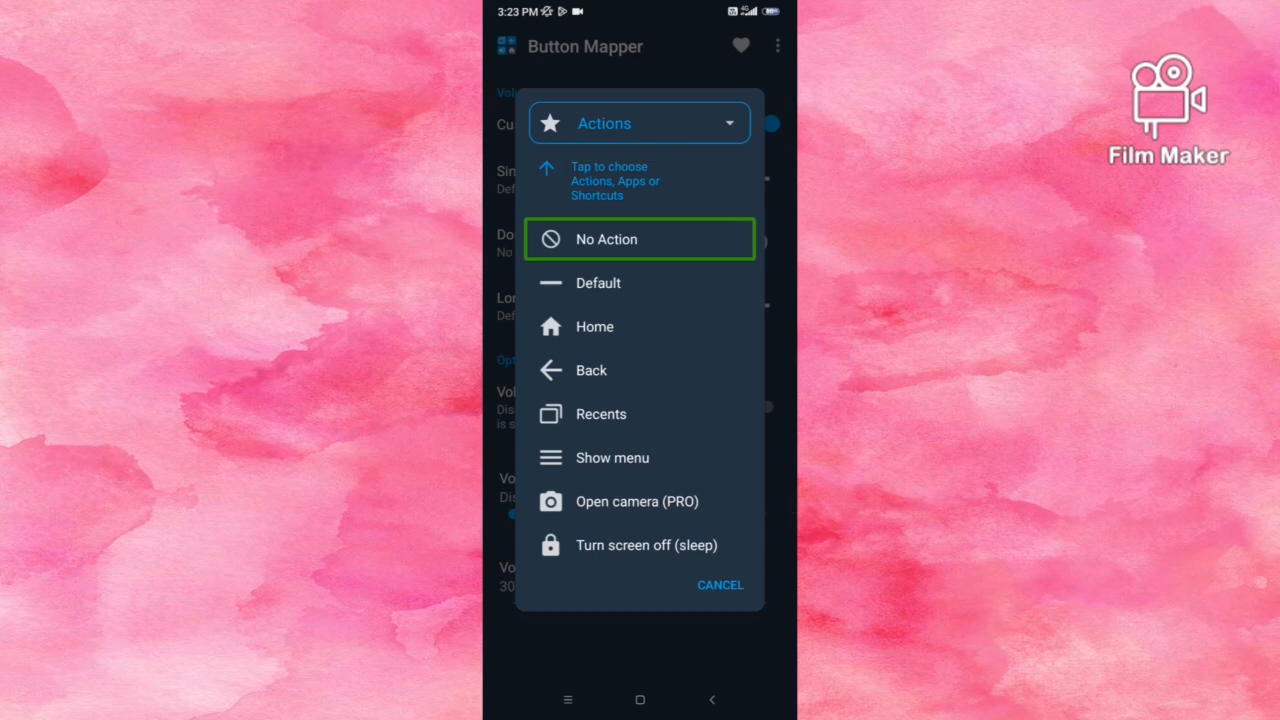 3:23 PM
4G
Button Mapper
Actions
Tap to choose
Actions, Apps or
Shortcuts
No Action
Default
Home
Back
Recents
Show menu
Open camera (PRO)
Turn screen off (sleep)
CANCEL
Film Maker